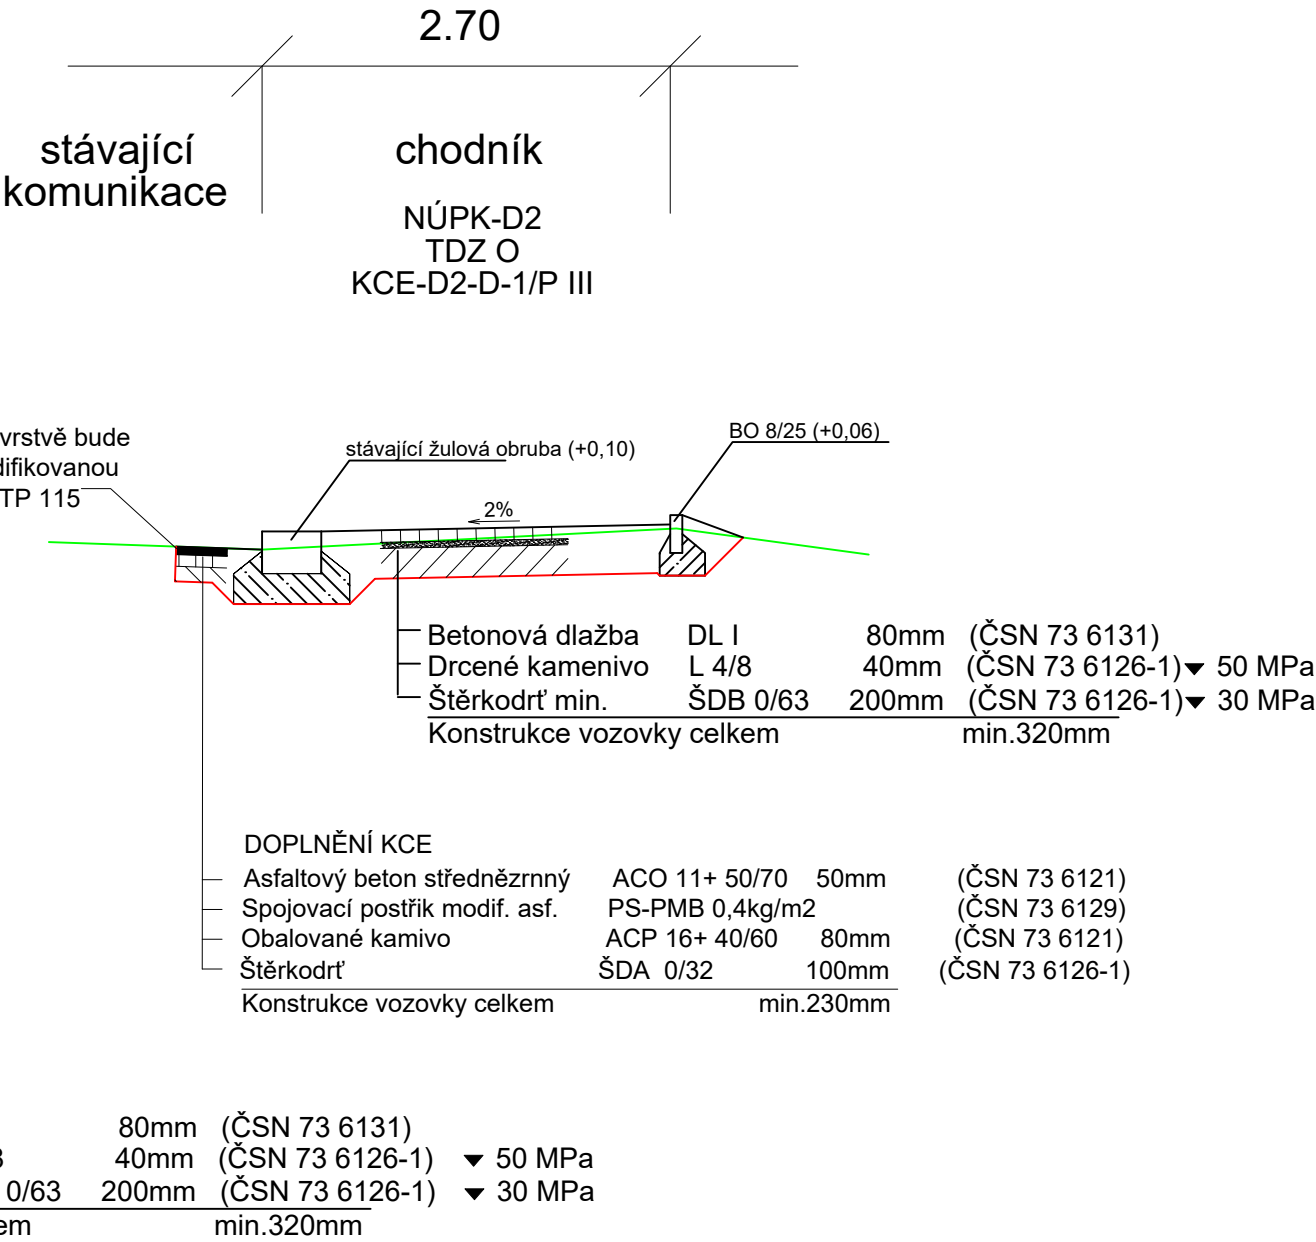 2.70
stávající
komunikace
chodník
NÚPK-D2
TDZ O
KCE-D2-D-1/P III
vrstvě bude
difikovanou
TP 115
stávající žulová obruba (+0,10)
BO 8/25 (+0,06)
2%
Betonová dlažba DL I 80mm (ČSN 73 6131)
Drcené kamenivo L 4/8 40mm (ČSN 73 6126-1) 50 MPa
Štěrkodrť min. ŠDB 0/63 200mm (ČSN 73 6126-1) 30 MPa
Konstrukce vozovky celkem min.320mm
DOPLNĚNÍ KCE
Asfaltový beton střednězrnný ACO 11+ 50/70 50mm (ČSN 73 6121)
Spojovací postřik modif. asf. PS-PMB 0,4kg/m2 (ČSN 73 6129)
Obalované kamivo ACP 16+ 40/60 80mm (ČSN 73 6121)
Štěrkodrť ŠDA 0/32 100mm (ČSN 73 6126-1)
Konstrukce vozovky celkem min.230mm
80mm (ČSN 73 6131)
40mm (ČSN 73 6126-1) 50 MPa
0/63 200mm (ČSN 73 6126-1) 30 MPa
em min.320mm